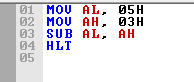 01 MOV AL, 05H
02 MOV AH, 03H
03 SUB AL, AH
04 HLT
05